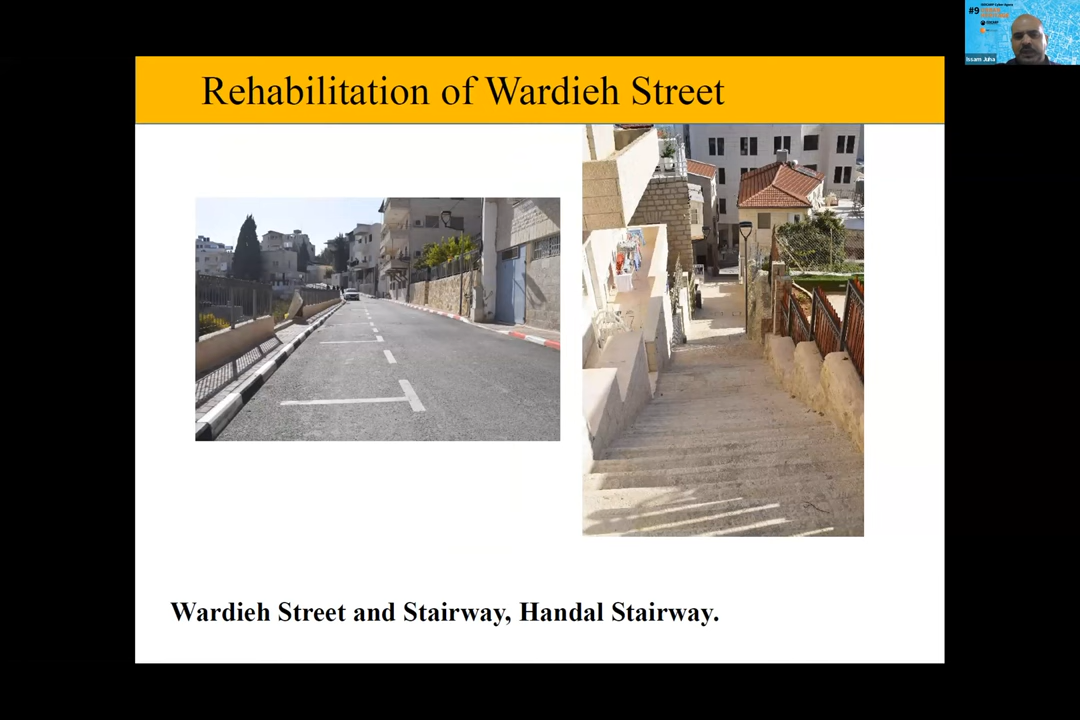 Rehabilitation of Wardieh Street
Wardieh Street and Stairway, Handal Stairway.
#9
Issam Juha